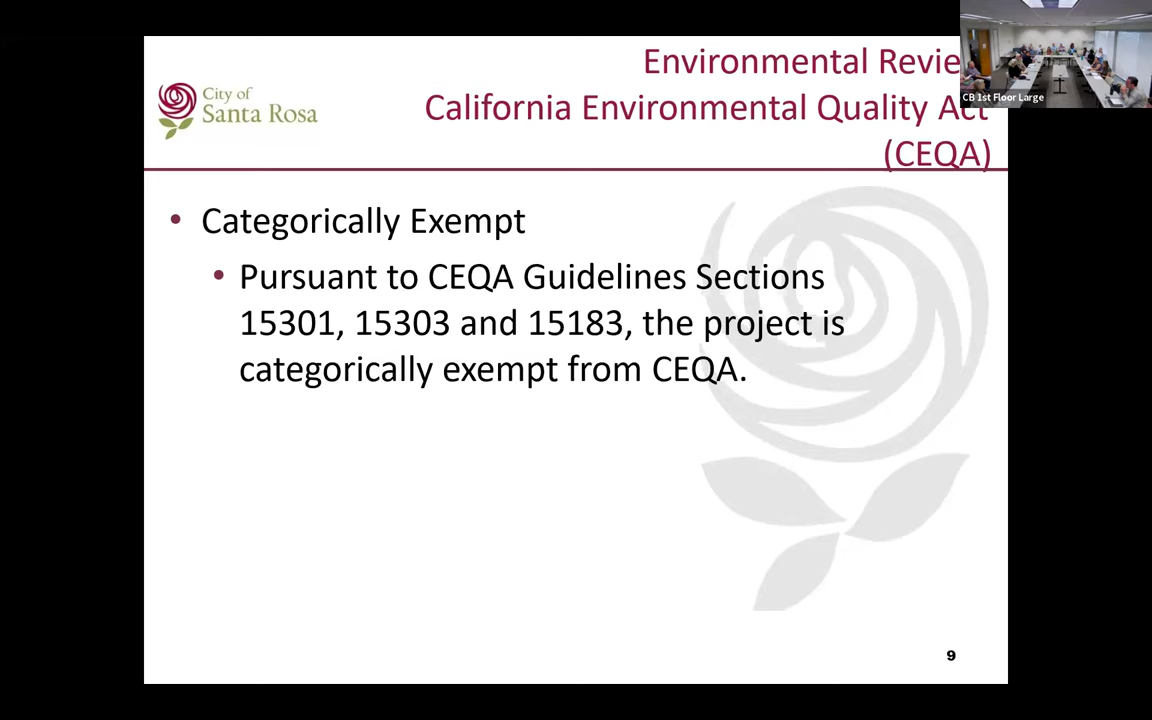 Environmental Revie
California Environmental Quality Act
(CEQA)
City of
Santa Rosa
CB 1st Floor Large
• Categorically Exempt
• Pursuant to CEQA Guidelines Sections
15301, 15303 and 15183, the project is
categorically exempt from CEQA.
9